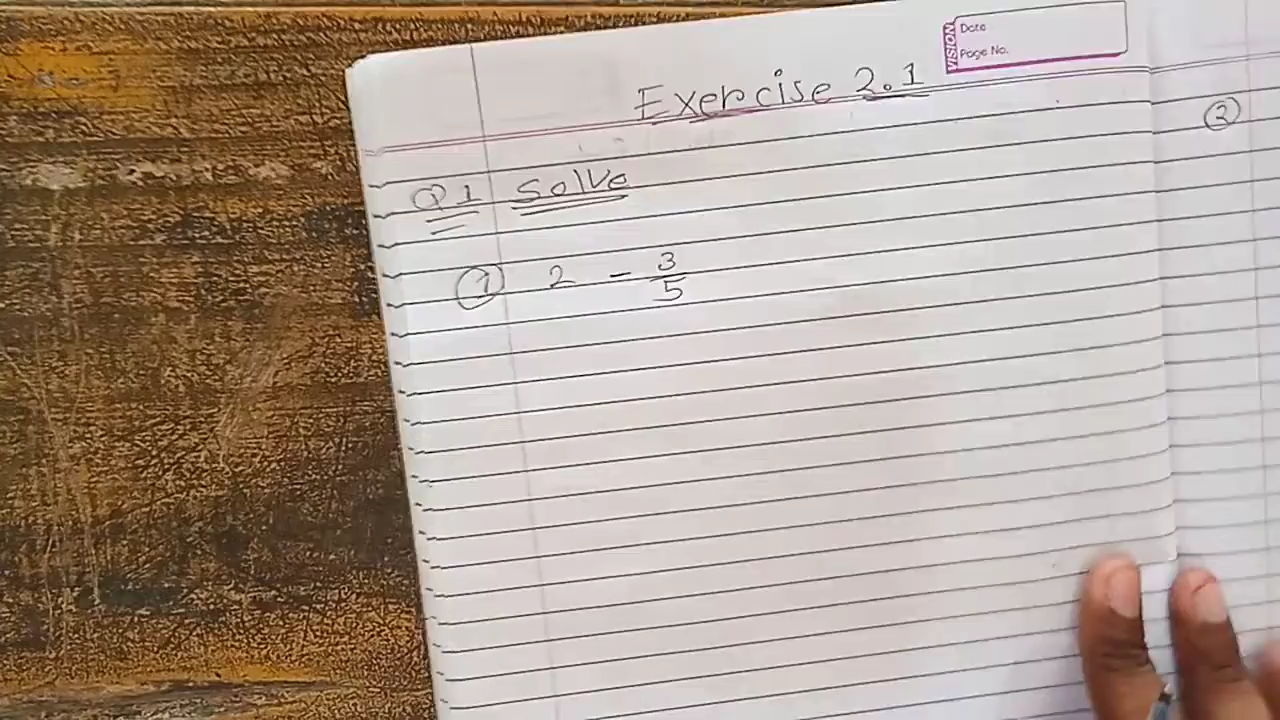 VISION
Date
Page No.
Exercise 2.1
Q1 Solve
① 2 - 3/5
②